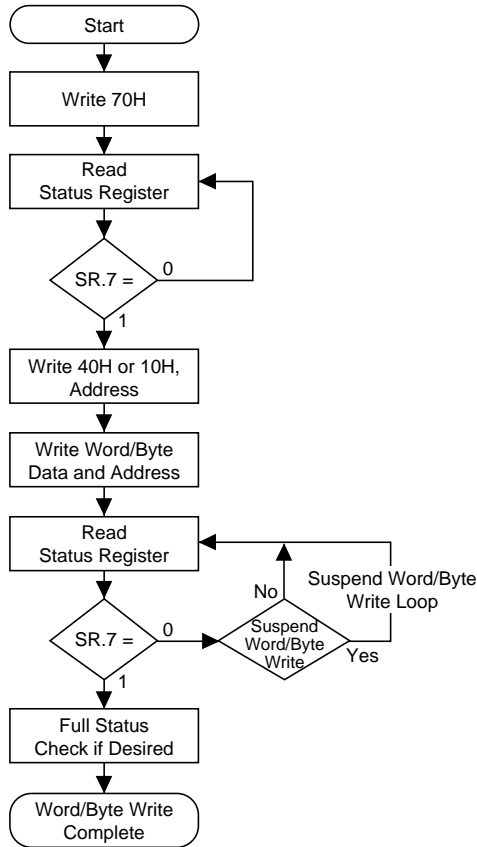 Start
Write 70H
Read
Status Register
SR.7 =
0
1
Write 40H or 10H,
Address
Write Word/Byte
Data and Address
Read
Status Register
Suspend Word/Byte
Write Loop
No
SR.7 =
0
Suspend
Word/Byte
Write
Yes
1
Full Status
Check if Desired
Word/Byte Write
Complete